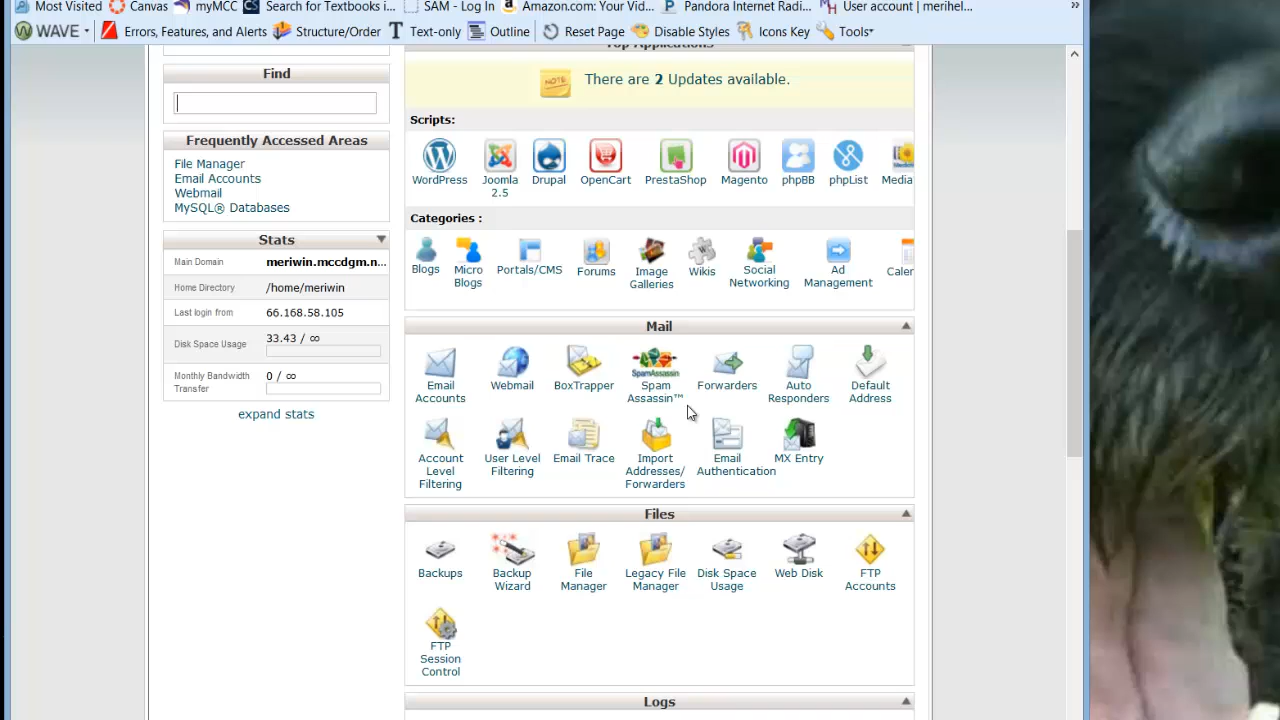 Most Visited Canvas myMCC Search for Textbooks i... SAM - Log In Amazon.com: Your Vid... Pandora Internet Radi... User account | merihel... »
WAVE Errors, Features, and Alerts Structure/Order Text-only Outline Reset Page Disable Styles Icons Key Tools
Top Applications
Find
NOTE There are 2 Updates available.
Scripts:
Frequently Accessed Areas
File Manager
Email Accounts
Webmail
MySQL® Databases
WordPress Joomla 2.5 Drupal OpenCart PrestaShop Magento phpBB phpList Media
Categories :
Blogs Micro Blogs Portals/CMS Forums Image Galleries Wikis Social Networking Ad Management Caler
Stats
Main Domain meriwin.mccdgm.n...
Home Directory /home/meriwin
Last login from 66.168.58.105
Disk Space Usage 33.43 / ∞
Monthly Bandwidth Transfer 0 / ∞
expand stats
Mail
Email Accounts Webmail BoxTrapper Spam Assassin™ Forwarders Auto Responders Default Address
Account Level Filtering User Level Filtering Email Trace Import Addresses/ Forwarders Email Authentication MX Entry
Files
Backups Backup Wizard File Manager Legacy File Manager Disk Space Usage Web Disk FTP Accounts
FTP Session Control
Logs